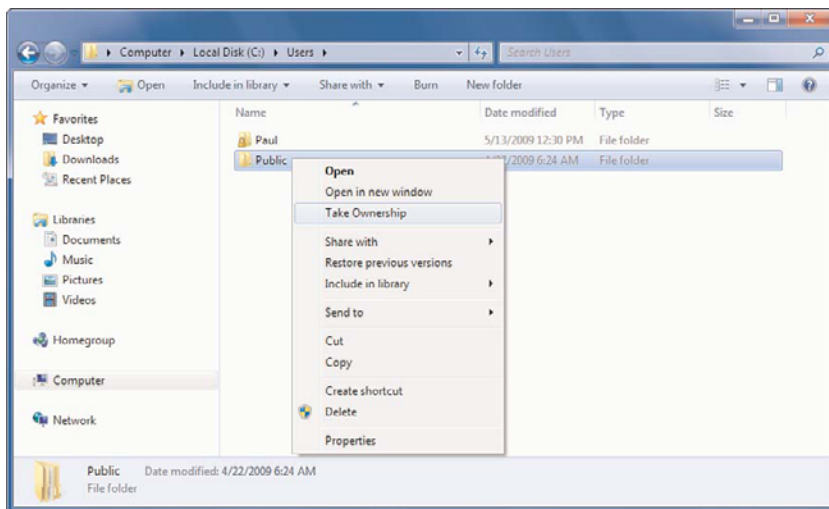 Computer Local Disk (C:) Users
Search Users
Organize Open Include in library Share with Burn New folder
Name Date modified Type Size
Favorites
Desktop
Downloads
Recent Places
Libraries
Documents
Music
Pictures
Videos
Homegroup
Computer
Network
Paul 5/13/2009 12:30 PM File folder
Public 6:24 AM File folder
Open
Open in new window
Take Ownership
Share with
Restore previous versions
Include in library
Send to
Cut
Copy
Create shortcut
Delete
Properties
Public Date modified: 4/22/2009 6:24 AM
File folder